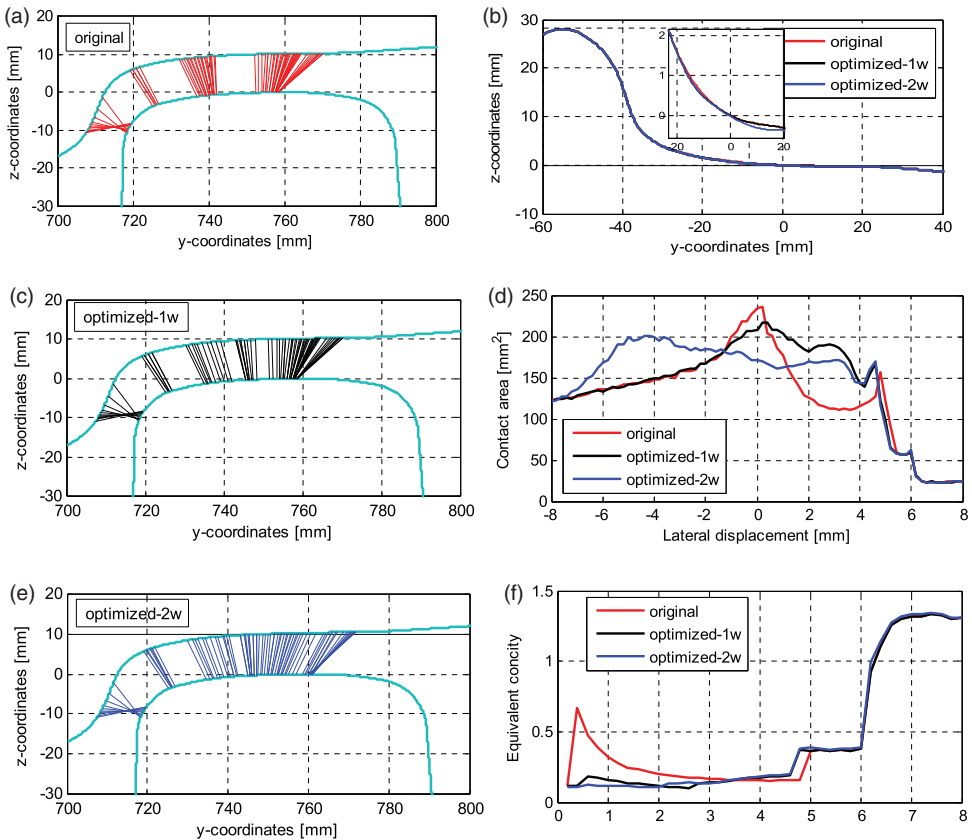 (a)
original
z-coordinates [mm]
20
10
0
-10
-20
-30
700 720 740 760 780 800
y-coordinates [mm]
(b)
z-coordinates [mm]
30
20
10
0
10
-60 -40 -20 0 20 40
y-coordinates [mm]
2
1
0
20 0 20
original
optimized-1w
optimized-2w
(c)
optimized-1w
z-coordinates [mm]
20
10
0
-10
-20
-30
700 720 740 760 780 800
y-coordinates [mm]
(d)
Contact area [mm2]
250
200
150
100
50
0
-8 -6 -4 -2 0 2 4 6 8
Lateral displacement [mm]
original
optimized-1w
optimized-2w
(e)
optimized-2w
z-coordinates [mm]
20
10
0
-10
-20
-30
700 720 740 760 780 800
y-coordinates [mm]
(f)
Equivalent concity
1.5
1
0.5
0
0 1 2 3 4 5 6 7 8
original
optimized-1w
optimized-2w